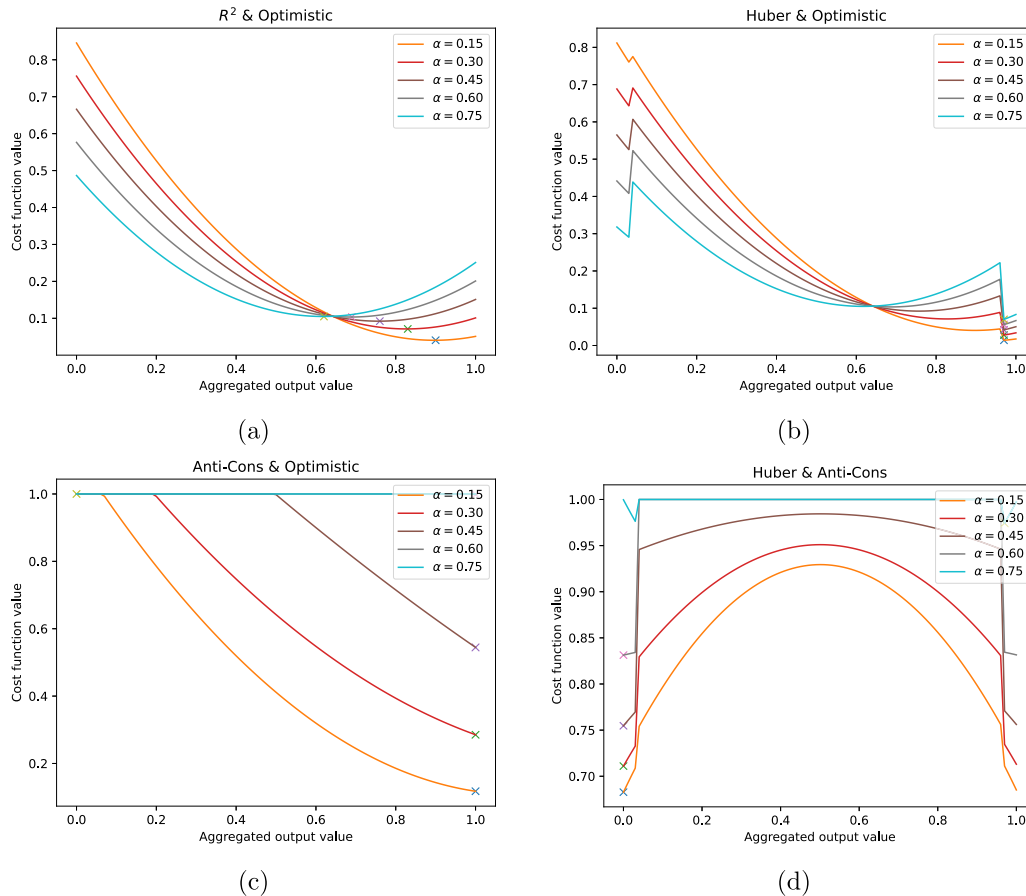 R² & Optimistic
Cost function value
0.8
0.7
0.6
0.5
0.4
0.3
0.2
0.1
α = 0.15
α = 0.30
α = 0.45
α = 0.60
α = 0.75
0.0 0.2 0.4 0.6 0.8 1.0
Aggregated output value
(a)
Huber & Optimistic
Cost function value
0.8
0.7
0.6
0.5
0.4
0.3
0.2
0.1
0.0
α = 0.15
α = 0.30
α = 0.45
α = 0.60
α = 0.75
0.0 0.2 0.4 0.6 0.8 1.0
Aggregated output value
(b)
Anti-Cons & Optimistic
Cost function value
1.0
0.8
0.6
0.4
0.2
α = 0.15
α = 0.30
α = 0.45
α = 0.60
α = 0.75
0.0 0.2 0.4 0.6 0.8 1.0
Aggregated output value
(c)
Huber & Anti-Cons
Cost function value
1.00
0.95
0.90
0.85
0.80
0.75
0.70
α = 0.15
α = 0.30
α = 0.45
α = 0.60
α = 0.75
0.0 0.2 0.4 0.6 0.8 1.0
Aggregated output value
(d)